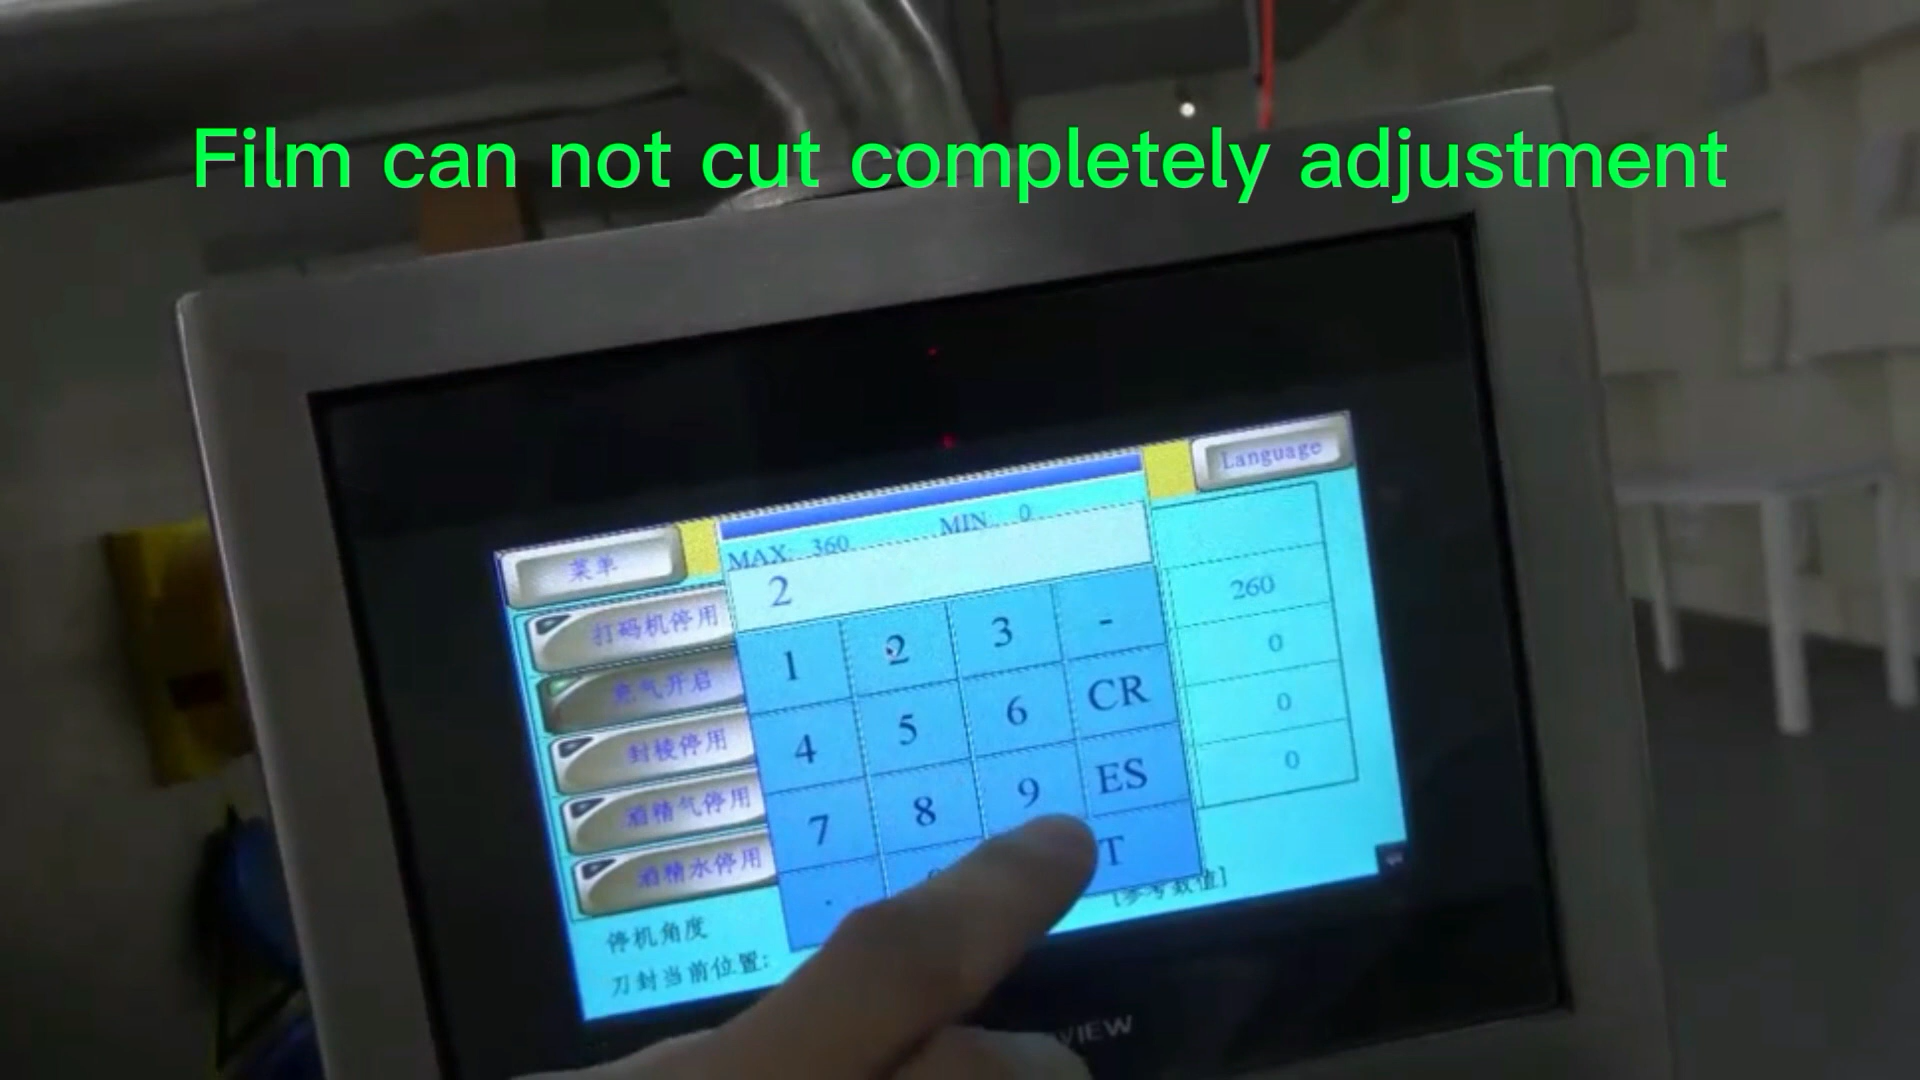 Film can not cut completely adjustment
Language
菜单
MAX: 360 MIN: 0
2
打码机停用
充气开启
封棱停用
酒精气停用
酒精水停用
1 2 3 -
4 5 6 CR
7 8 9 ES
. T
260
0
0
0
[参考数值]
停机角度
刀封当前位置:
VIEW